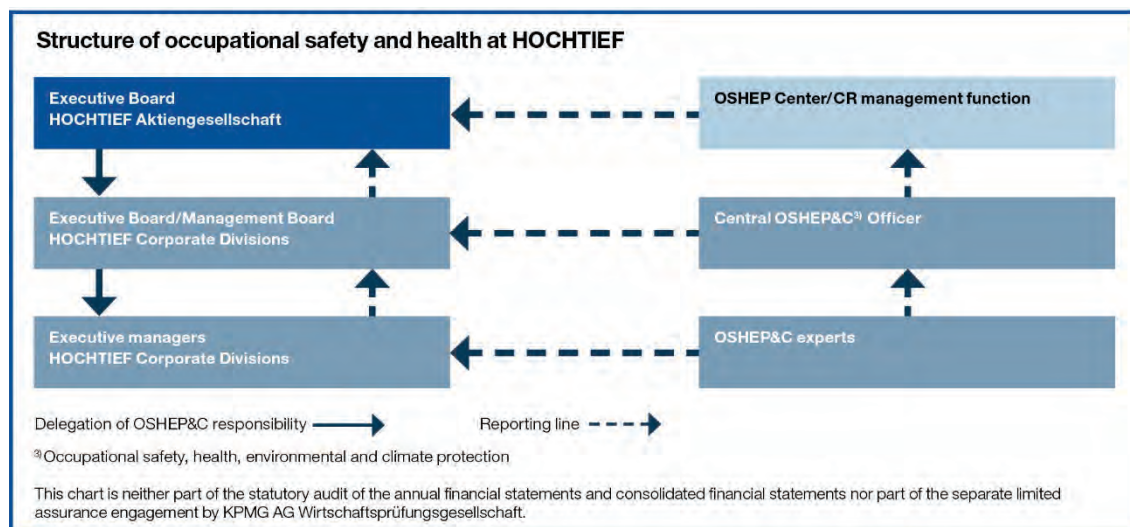 Structure of occupational safety and health at HOCHTIEF
Executive Board
HOCHTIEF Aktiengesellschaft
OSHEP Center/CR management function
Executive Board/Management Board
HOCHTIEF Corporate Divisions
Central OSHEP&C³⁾ Officer
Executive managers
HOCHTIEF Corporate Divisions
OSHEP&C experts
Delegation of OSHEP&C responsibility
Reporting line
³⁾Occupational safety, health, environmental and climate protection
This chart is neither part of the statutory audit of the annual financial statements and consolidated financial statements nor part of the separate limited
assurance engagement by KPMG AG Wirtschaftsprüfungsgesellschaft.